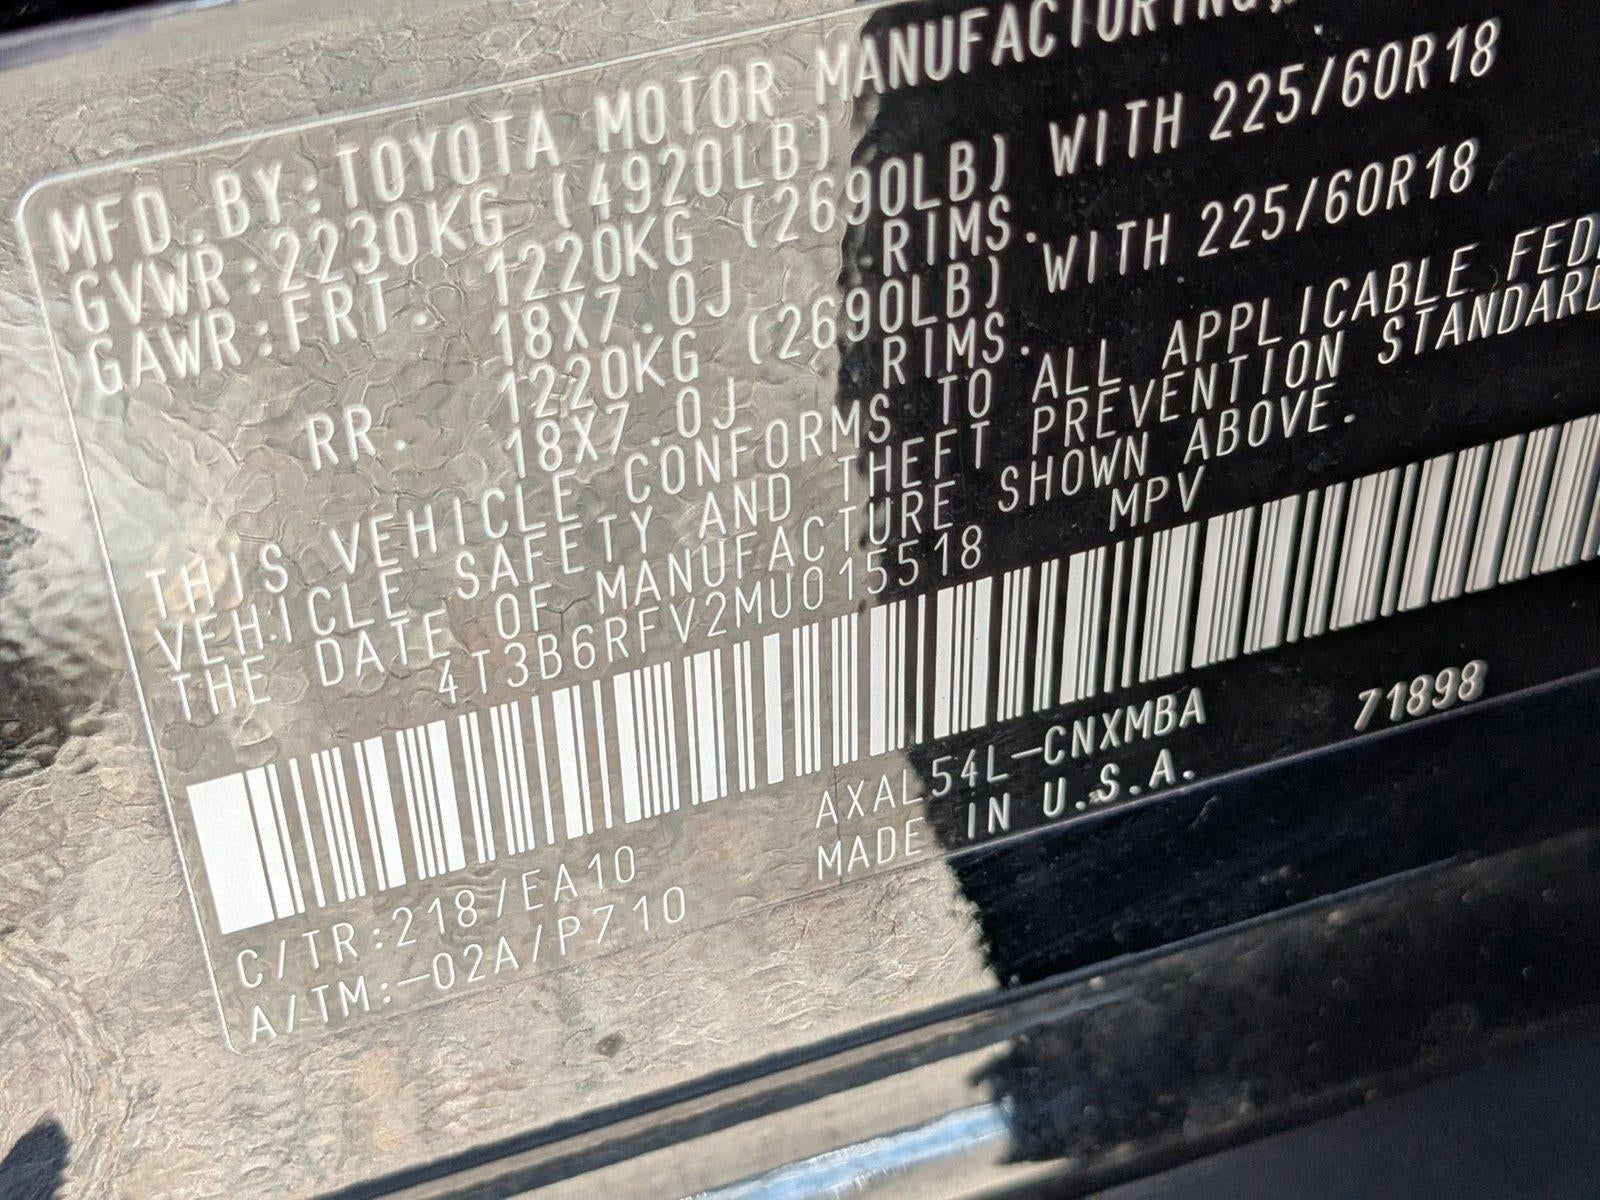 MFD.BY:TOYOTA MOTOR MANUFACTURING,
GVWR:2230KG (4920LB)
GAWR:FRT. 1220KG (2690LB) WITH 225/60R18
18X7.0J RIMS.
RR. 1220KG (2690LB) WITH 225/60R18
18X7.0J RIMS.
THIS VEHICLE CONFORMS TO ALL APPLICABLE FEDE
VEHICLE SAFETY AND THEFT PREVENTION STANDARD
THE DATE OF MANUFACTURE SHOWN ABOVE.
4T3B6RFV2MU015518 MPV
C/TR:218/EA10 AXAL54L-CNXMBA 71898
A/TM:-02A/P710 MADE IN U.S.A.